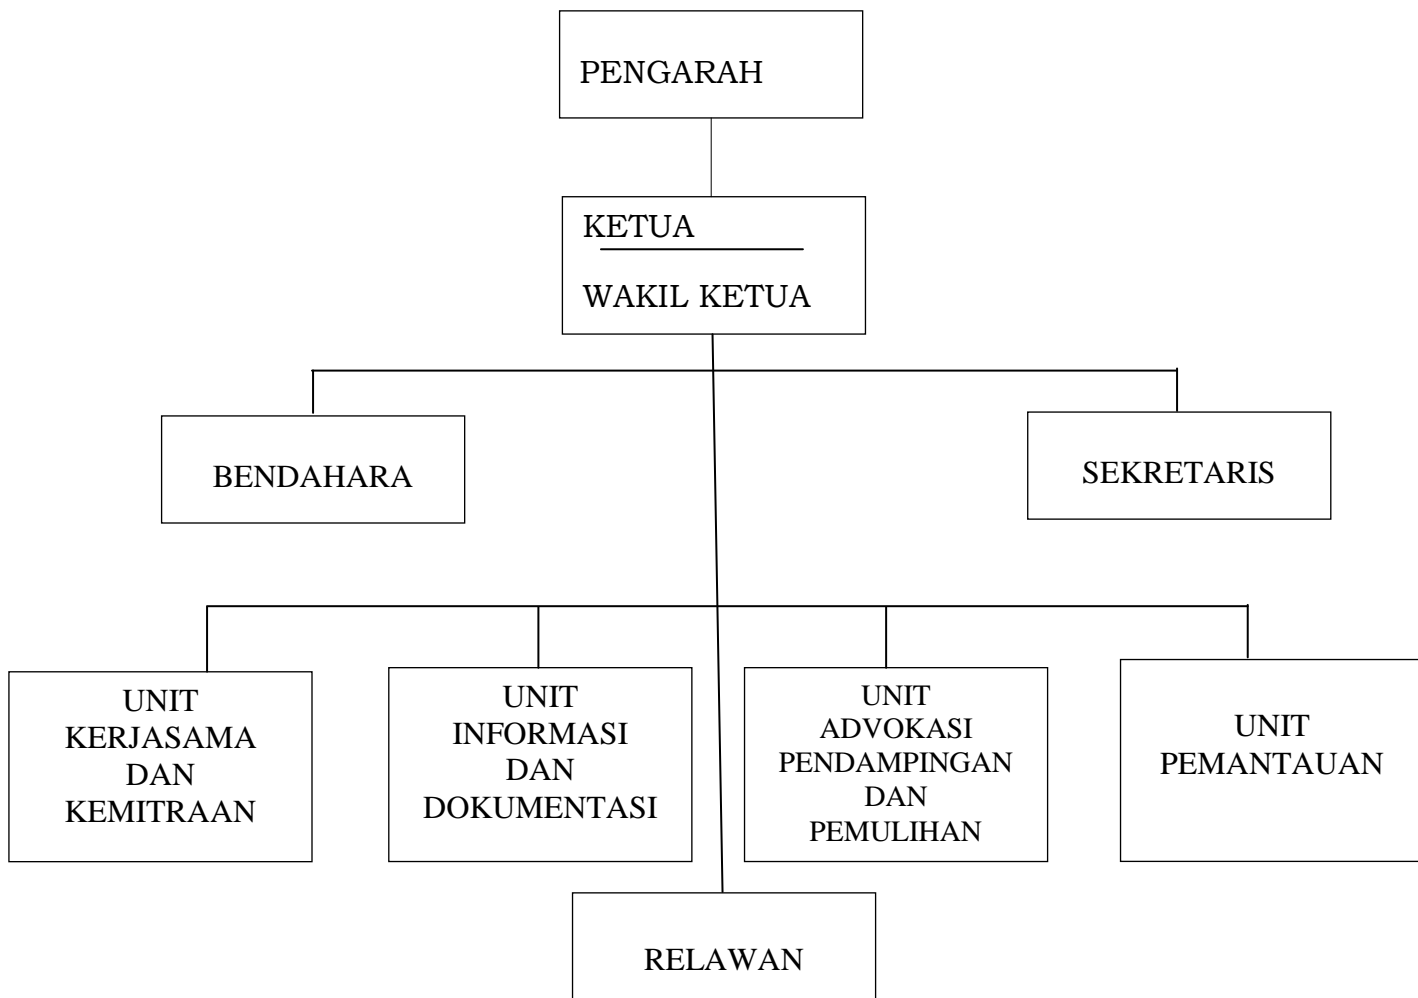 PENGARAH
KETUA
WAKIL KETUA
BENDAHARA
SEKRETARIS
UNIT
KERJASAMA
DAN
KEMITRAAN
UNIT
INFORMASI
DAN
DOKUMENTASI
UNIT
ADVOKASI
PENDAMPINGAN
DAN
PEMULIHAN
UNIT
PEMANTAUAN
RELAWAN